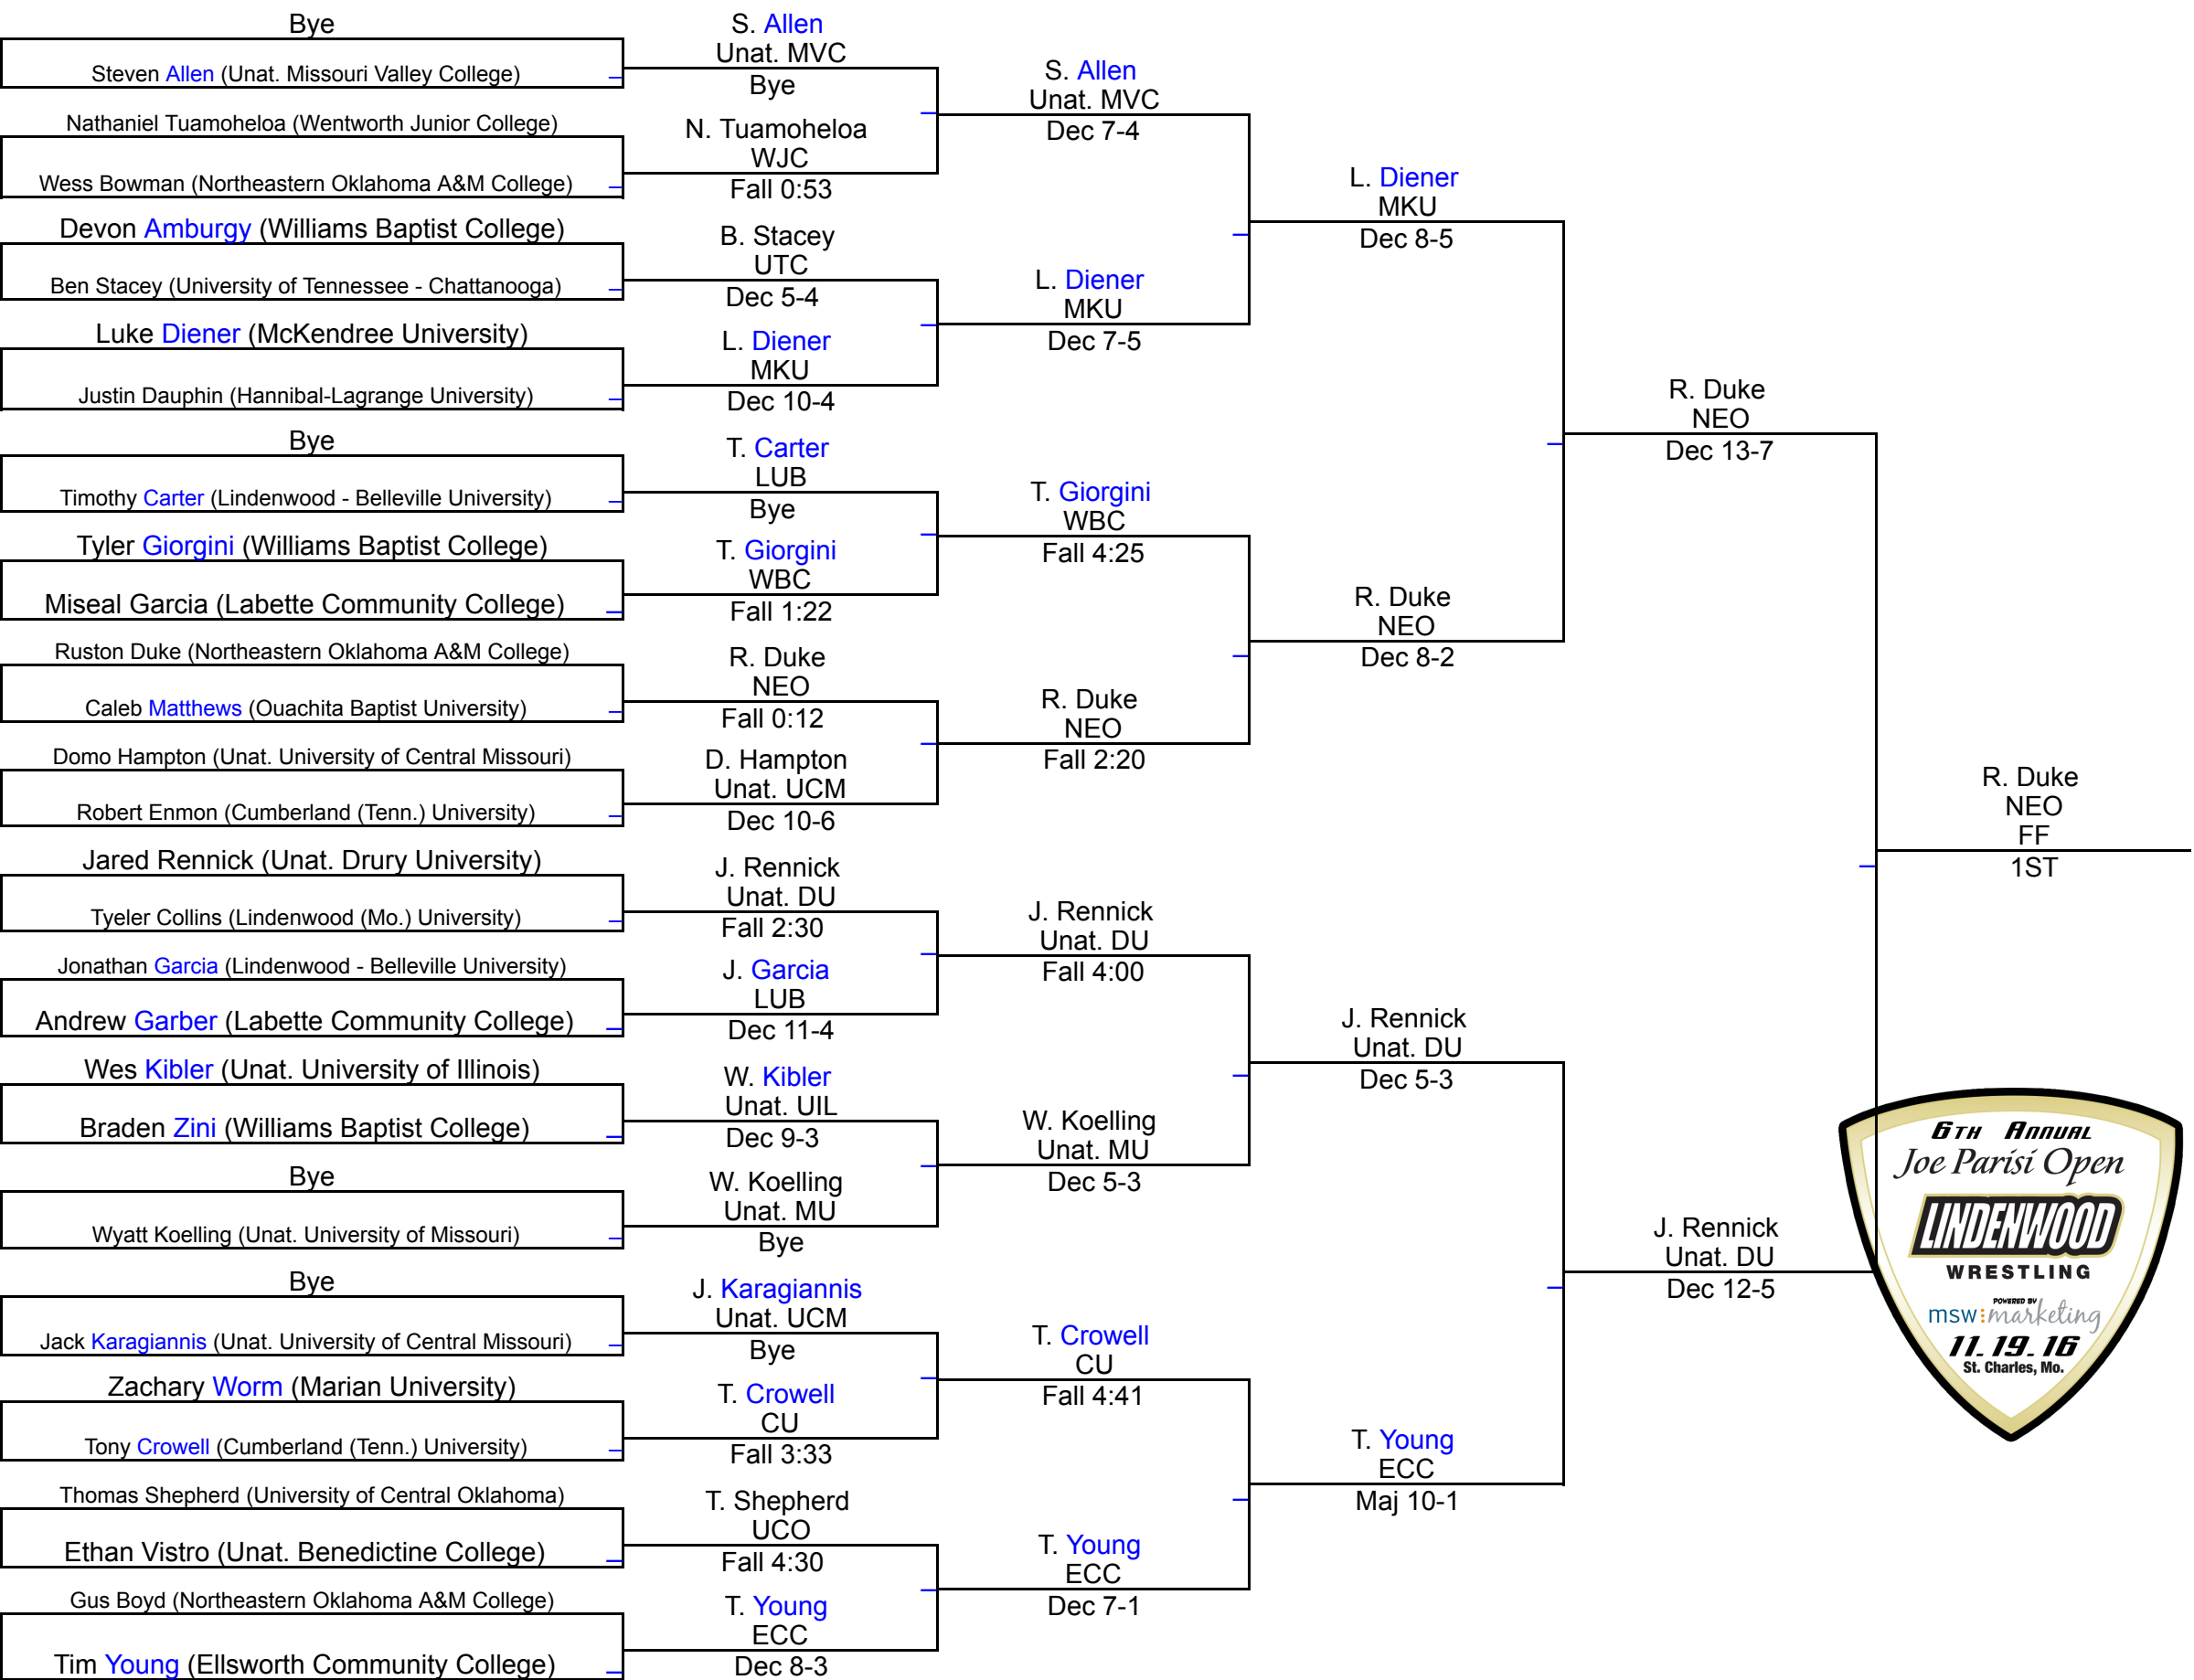 Bye
Steven Allen (Unat. Missouri Valley College)
Nathaniel Tuamoheloa (Wentworth Junior College)
Wess Bowman (Northeastern Oklahoma A&M College)
Devon Amburgy (Williams Baptist College)
Ben Stacey (University of Tennessee - Chattanooga)
Luke Diener (McKendree University)
Justin Dauphin (Hannibal-Lagrange University)
Bye
Timothy Carter (Lindenwood - Belleville University)
Tyler Giorgini (Williams Baptist College)
Miseal Garcia (Labette Community College)
Ruston Duke (Northeastern Oklahoma A&M College)
Caleb Matthews (Ouachita Baptist University)
Domo Hampton (Unat. University of Central Missouri)
Robert Enmon (Cumberland (Tenn.) University)
Jared Rennick (Unat. Drury University)
Tyeler Collins (Lindenwood (Mo.) University)
Jonathan Garcia (Lindenwood - Belleville University)
Andrew Garber (Labette Community College)
Wes Kibler (Unat. University of Illinois)
Braden Zini (Williams Baptist College)
Bye
Wyatt Koelling (Unat. University of Missouri)
Bye
Jack Karagiannis (Unat. University of Central Missouri)
Zachary Worm (Marian University)
Tony Crowell (Cumberland (Tenn.) University)
Thomas Shepherd (University of Central Oklahoma)
Ethan Vistro (Unat. Benedictine College)
Gus Boyd (Northeastern Oklahoma A&M College)
Tim Young (Ellsworth Community College)
S. Allen
Unat. MVC
Bye
N. Tuamoheloa
WJC
Fall 0:53
B. Stacey
UTC
Dec 5-4
L. Diener
MKU
Dec 10-4
T. Carter
LUB
Bye
T. Giorgini
WBC
Fall 1:22
R. Duke
NEO
Fall 0:12
D. Hampton
Unat. UCM
Dec 10-6
J. Rennick
Unat. DU
Fall 2:30
J. Garcia
LUB
Dec 11-4
W. Kibler
Unat. UIL
Dec 9-3
W. Koelling
Unat. MU
Bye
J. Karagiannis
Unat. UCM
Bye
T. Crowell
CU
Fall 3:33
T. Shepherd
UCO
Fall 4:30
T. Young
ECC
Dec 8-3
S. Allen
Unat. MVC
Dec 7-4
L. Diener
MKU
Dec 7-5
T. Giorgini
WBC
Fall 4:25
R. Duke
NEO
Fall 2:20
J. Rennick
Unat. DU
Fall 4:00
W. Koelling
Unat. MU
Dec 5-3
T. Crowell
CU
Fall 4:41
T. Young
ECC
Dec 7-1
L. Diener
MKU
Dec 8-5
R. Duke
NEO
Dec 8-2
J. Rennick
Unat. DU
Dec 5-3
T. Young
ECC
Maj 10-1
R. Duke
NEO
Dec 13-7
J. Rennick
Unat. DU
Dec 12-5
R. Duke
NEO
FF
1ST
6TH ANNUAL
Joe Parisi Open
LINDENWOOD
WRESTLING
POWERED BY
msw marketing
11.19.16
St. Charles, Mo.